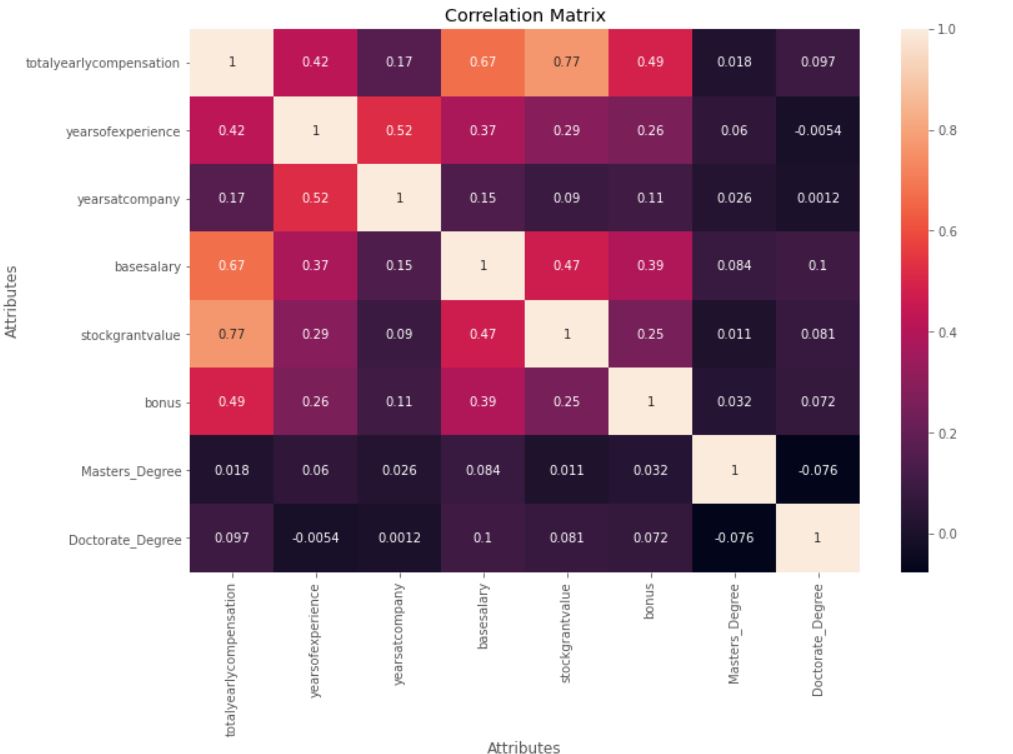 Correlation Matrix
totalyearlycompensation 1 0.42 0.17 0.67 0.77 0.49 0.018 0.097
yearsofexperience 0.42 1 0.52 0.37 0.29 0.26 0.06 -0.0054
yearsatcompany 0.17 0.52 1 0.15 0.09 0.11 0.026 0.0012
basesalary 0.67 0.37 0.15 1 0.47 0.39 0.084 0.1
stockgrantvalue 0.77 0.29 0.09 0.47 1 0.25 0.011 0.081
bonus 0.49 0.26 0.11 0.39 0.25 1 0.032 0.072
Masters_Degree 0.018 0.06 0.026 0.084 0.011 0.032 1 -0.076
Doctorate_Degree 0.097 -0.0054 0.0012 0.1 0.081 0.072 -0.076 1
Attributes
totalyearlycompensation
yearsofexperience
yearsatcompany
basesalary
stockgrantvalue
bonus
Masters_Degree
Doctorate_Degree
Attributes
1.0
0.8
0.6
0.4
0.2
0.0